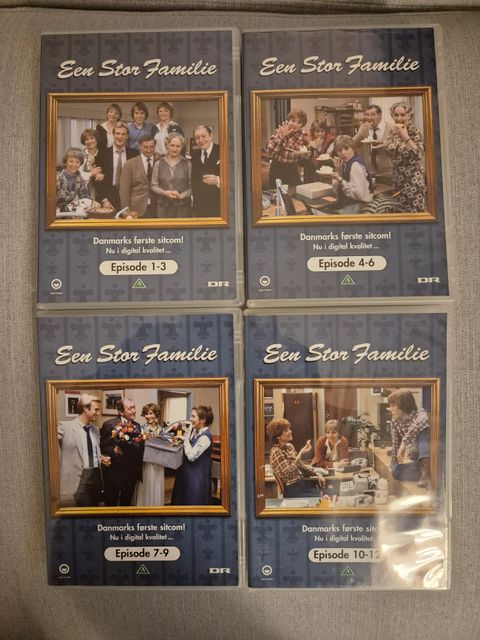 Een Stor Familie
Danmarks første sitcom!
Nu i digital kvalitet...
Episode 1-3
DR
Een Stor Familie
Danmarks første sitcom!
Nu i digital kvalitet...
Episode 4-6
DR
Een Stor Familie
Danmarks første sitcom!
Nu i digital kvalitet...
Episode 7-9
DR
Een Stor Familie
Danmarks første
Nu i digital kvalitet...
Episode 10-12